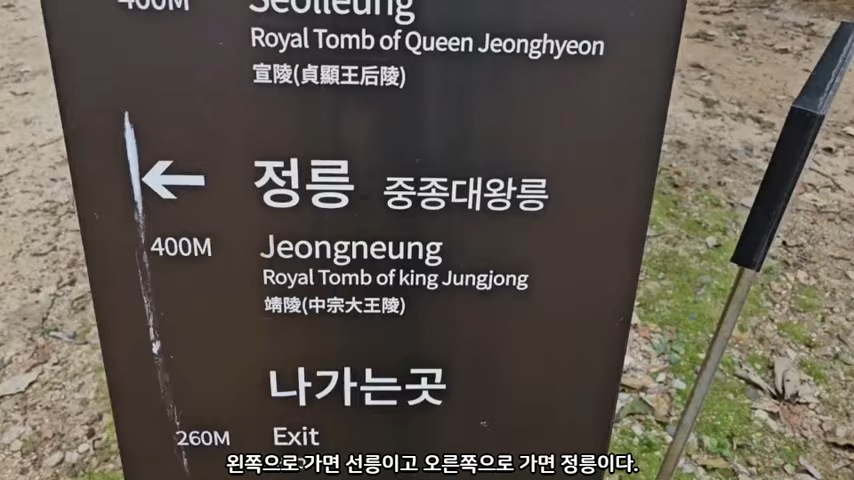 400M
Seolleung
Royal Tomb of Queen Jeonghyeon
宣陵(貞顯王后陵)
정릉 중종대왕릉
400M
Jeongneung
Royal Tomb of king Jungjong
靖陵(中宗大王陵)
나가는곳
260M
Exit
왼쪽으로 가면 선릉이고 오른쪽으로 가면 정릉이다.